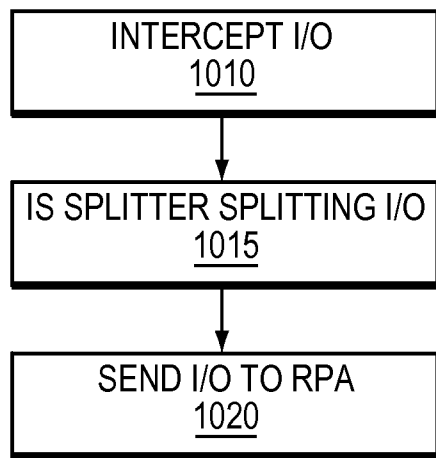 INTERCEPT I/O
1010
IS SPLITTER SPLITTING I/O
1015
SEND I/O TO RPA
1020